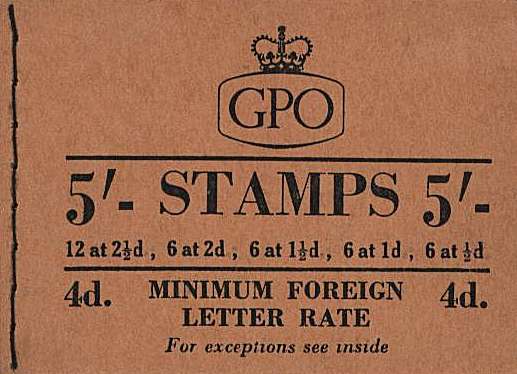 GPO
5/- STAMPS 5/-
12 at 2½d, 6 at 2d, 6 at 1½d, 6 at 1d, 6 at ½d
4d. MINIMUM FOREIGN 4d.
LETTER RATE
For exceptions see inside